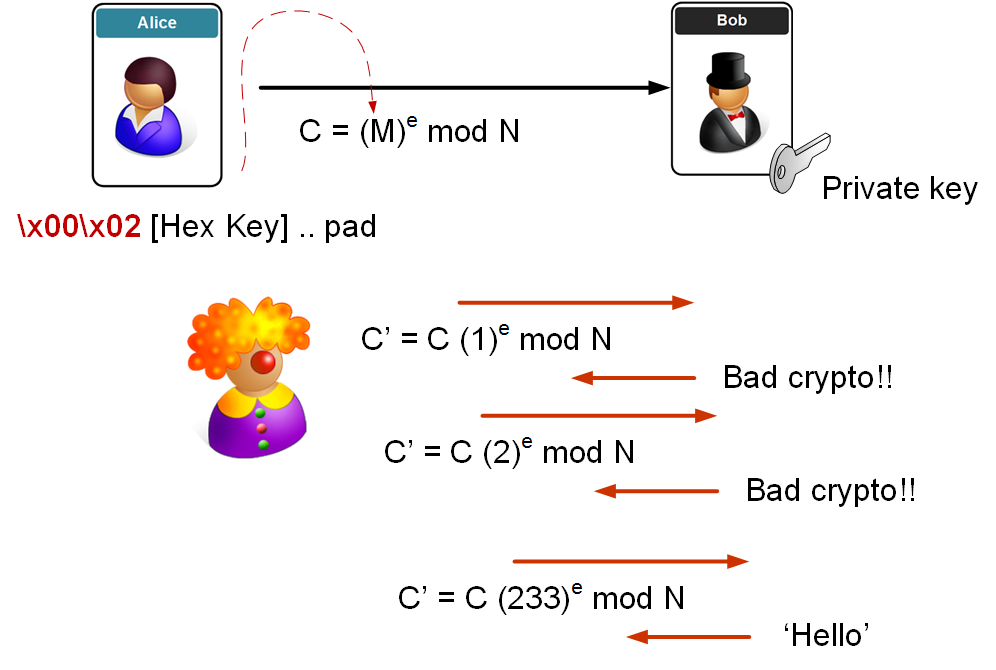 Alice
Bob
C = (M)^e mod N
Private key
\x00\x02 [Hex Key] .. pad
C’ = C (1)^e mod N
Bad crypto!!
C’ = C (2)^e mod N
Bad crypto!!
C’ = C (233)^e mod N
‘Hello’